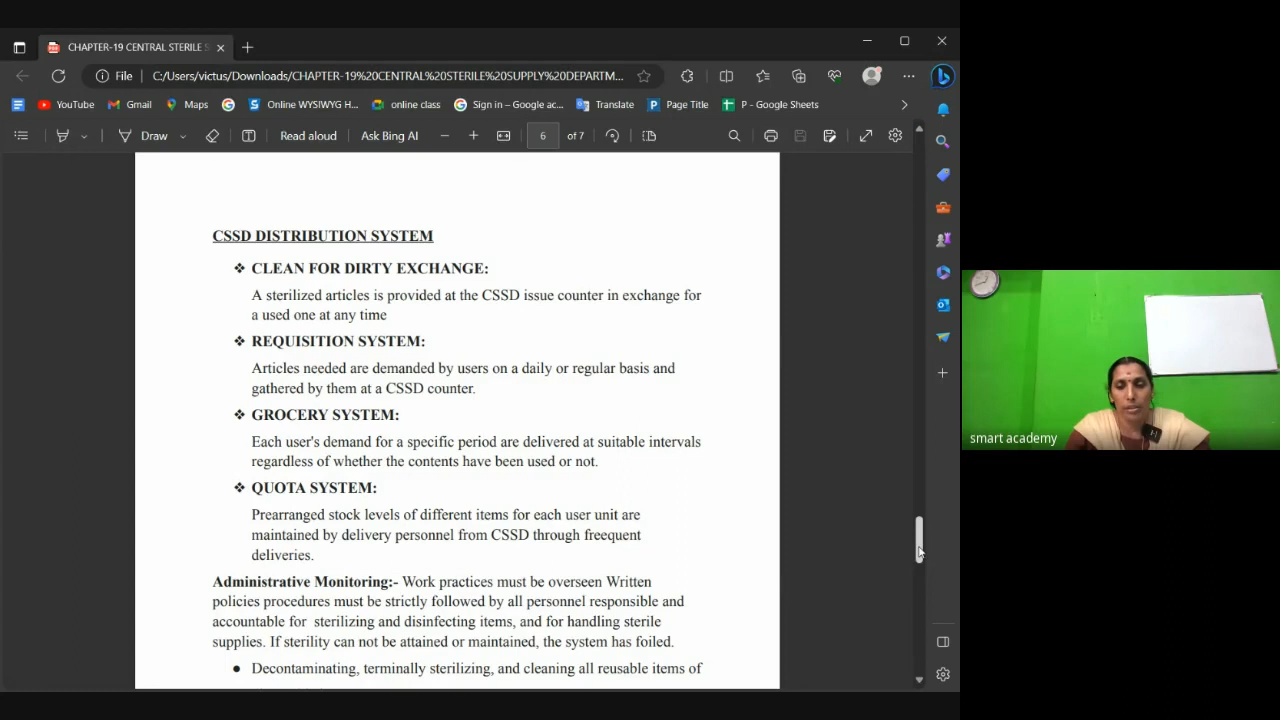 CHAPTER-19 CENTRAL STERILE S
File
C:/Users/victus/Downloads/CHAPTER-19%20CENTRAL%20STERILE%20SUPPLY%20DEPARTM...
YouTube
Gmail
Maps
Online WYSIWYG H...
online class
Sign in – Google ac...
Translate
Page Title
P - Google Sheets
Draw
Read aloud
Ask Bing AI
6 of 7
CSSD DISTRIBUTION SYSTEM
❖ CLEAN FOR DIRTY EXCHANGE:
A sterilized articles is provided at the CSSD issue counter in exchange for
a used one at any time
❖ REQUISITION SYSTEM:
Articles needed are demanded by users on a daily or regular basis and
gathered by them at a CSSD counter.
❖ GROCERY SYSTEM:
Each user's demand for a specific period are delivered at suitable intervals
regardless of whether the contents have been used or not.
❖ QUOTA SYSTEM:
Prearranged stock levels of different items for each user unit are
maintained by delivery personnel from CSSD through freequent
deliveries.
Administrative Monitoring:- Work practices must be overseen Written
policies procedures must be strictly followed by all personnel responsible and
accountable for sterilizing and disinfecting items, and for handling sterile
supplies. If sterility can not be attained or maintained, the system has foiled.
● Decontaminating, terminally sterilizing, and cleaning all reusable items of
smart academy